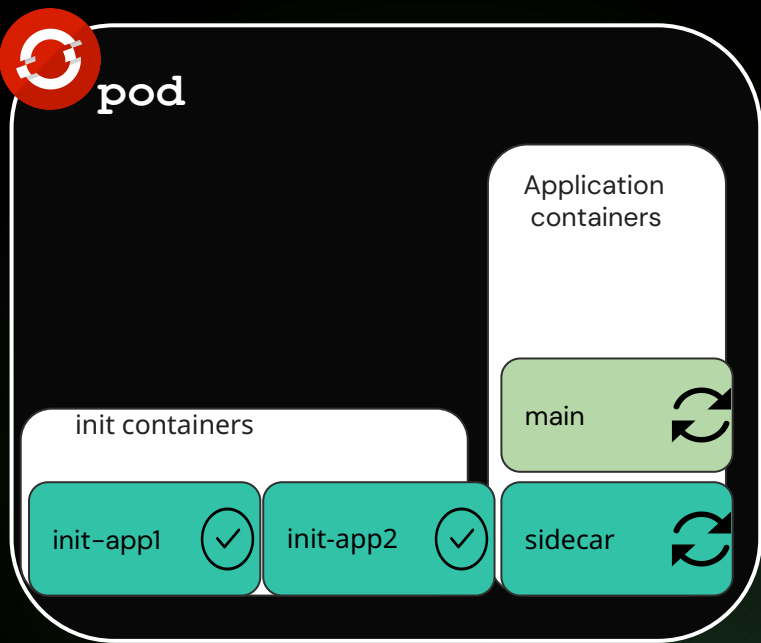 pod
Application
containers
main
init containers
init-app1
init-app2
sidecar